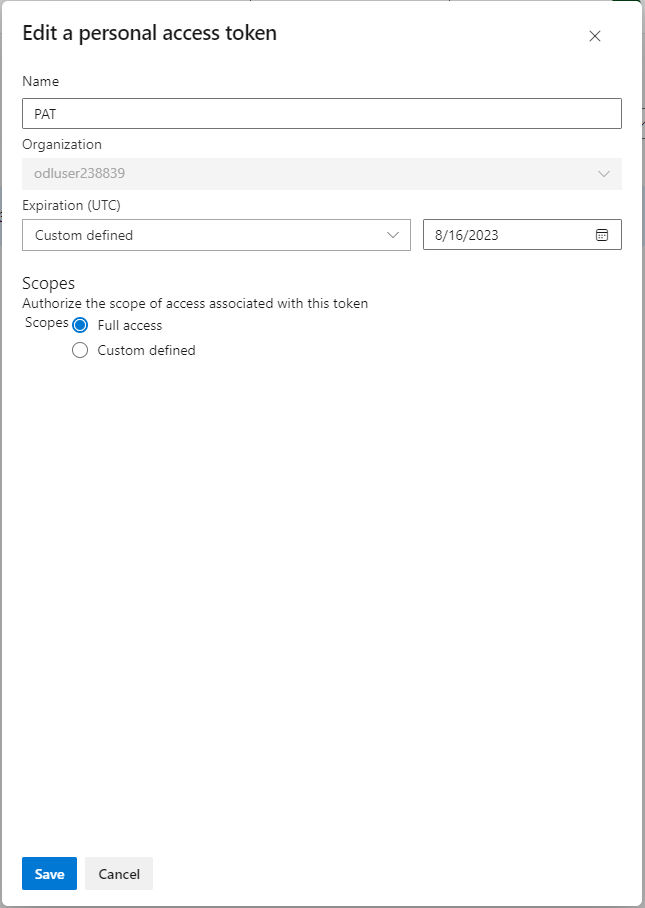 Edit a personal access token
Name
PAT
Organization
odluser238839
Expiration (UTC)
Custom defined
8/16/2023
Scopes
Authorize the scope of access associated with this token
Scopes
Full access
Custom defined
Save
Cancel